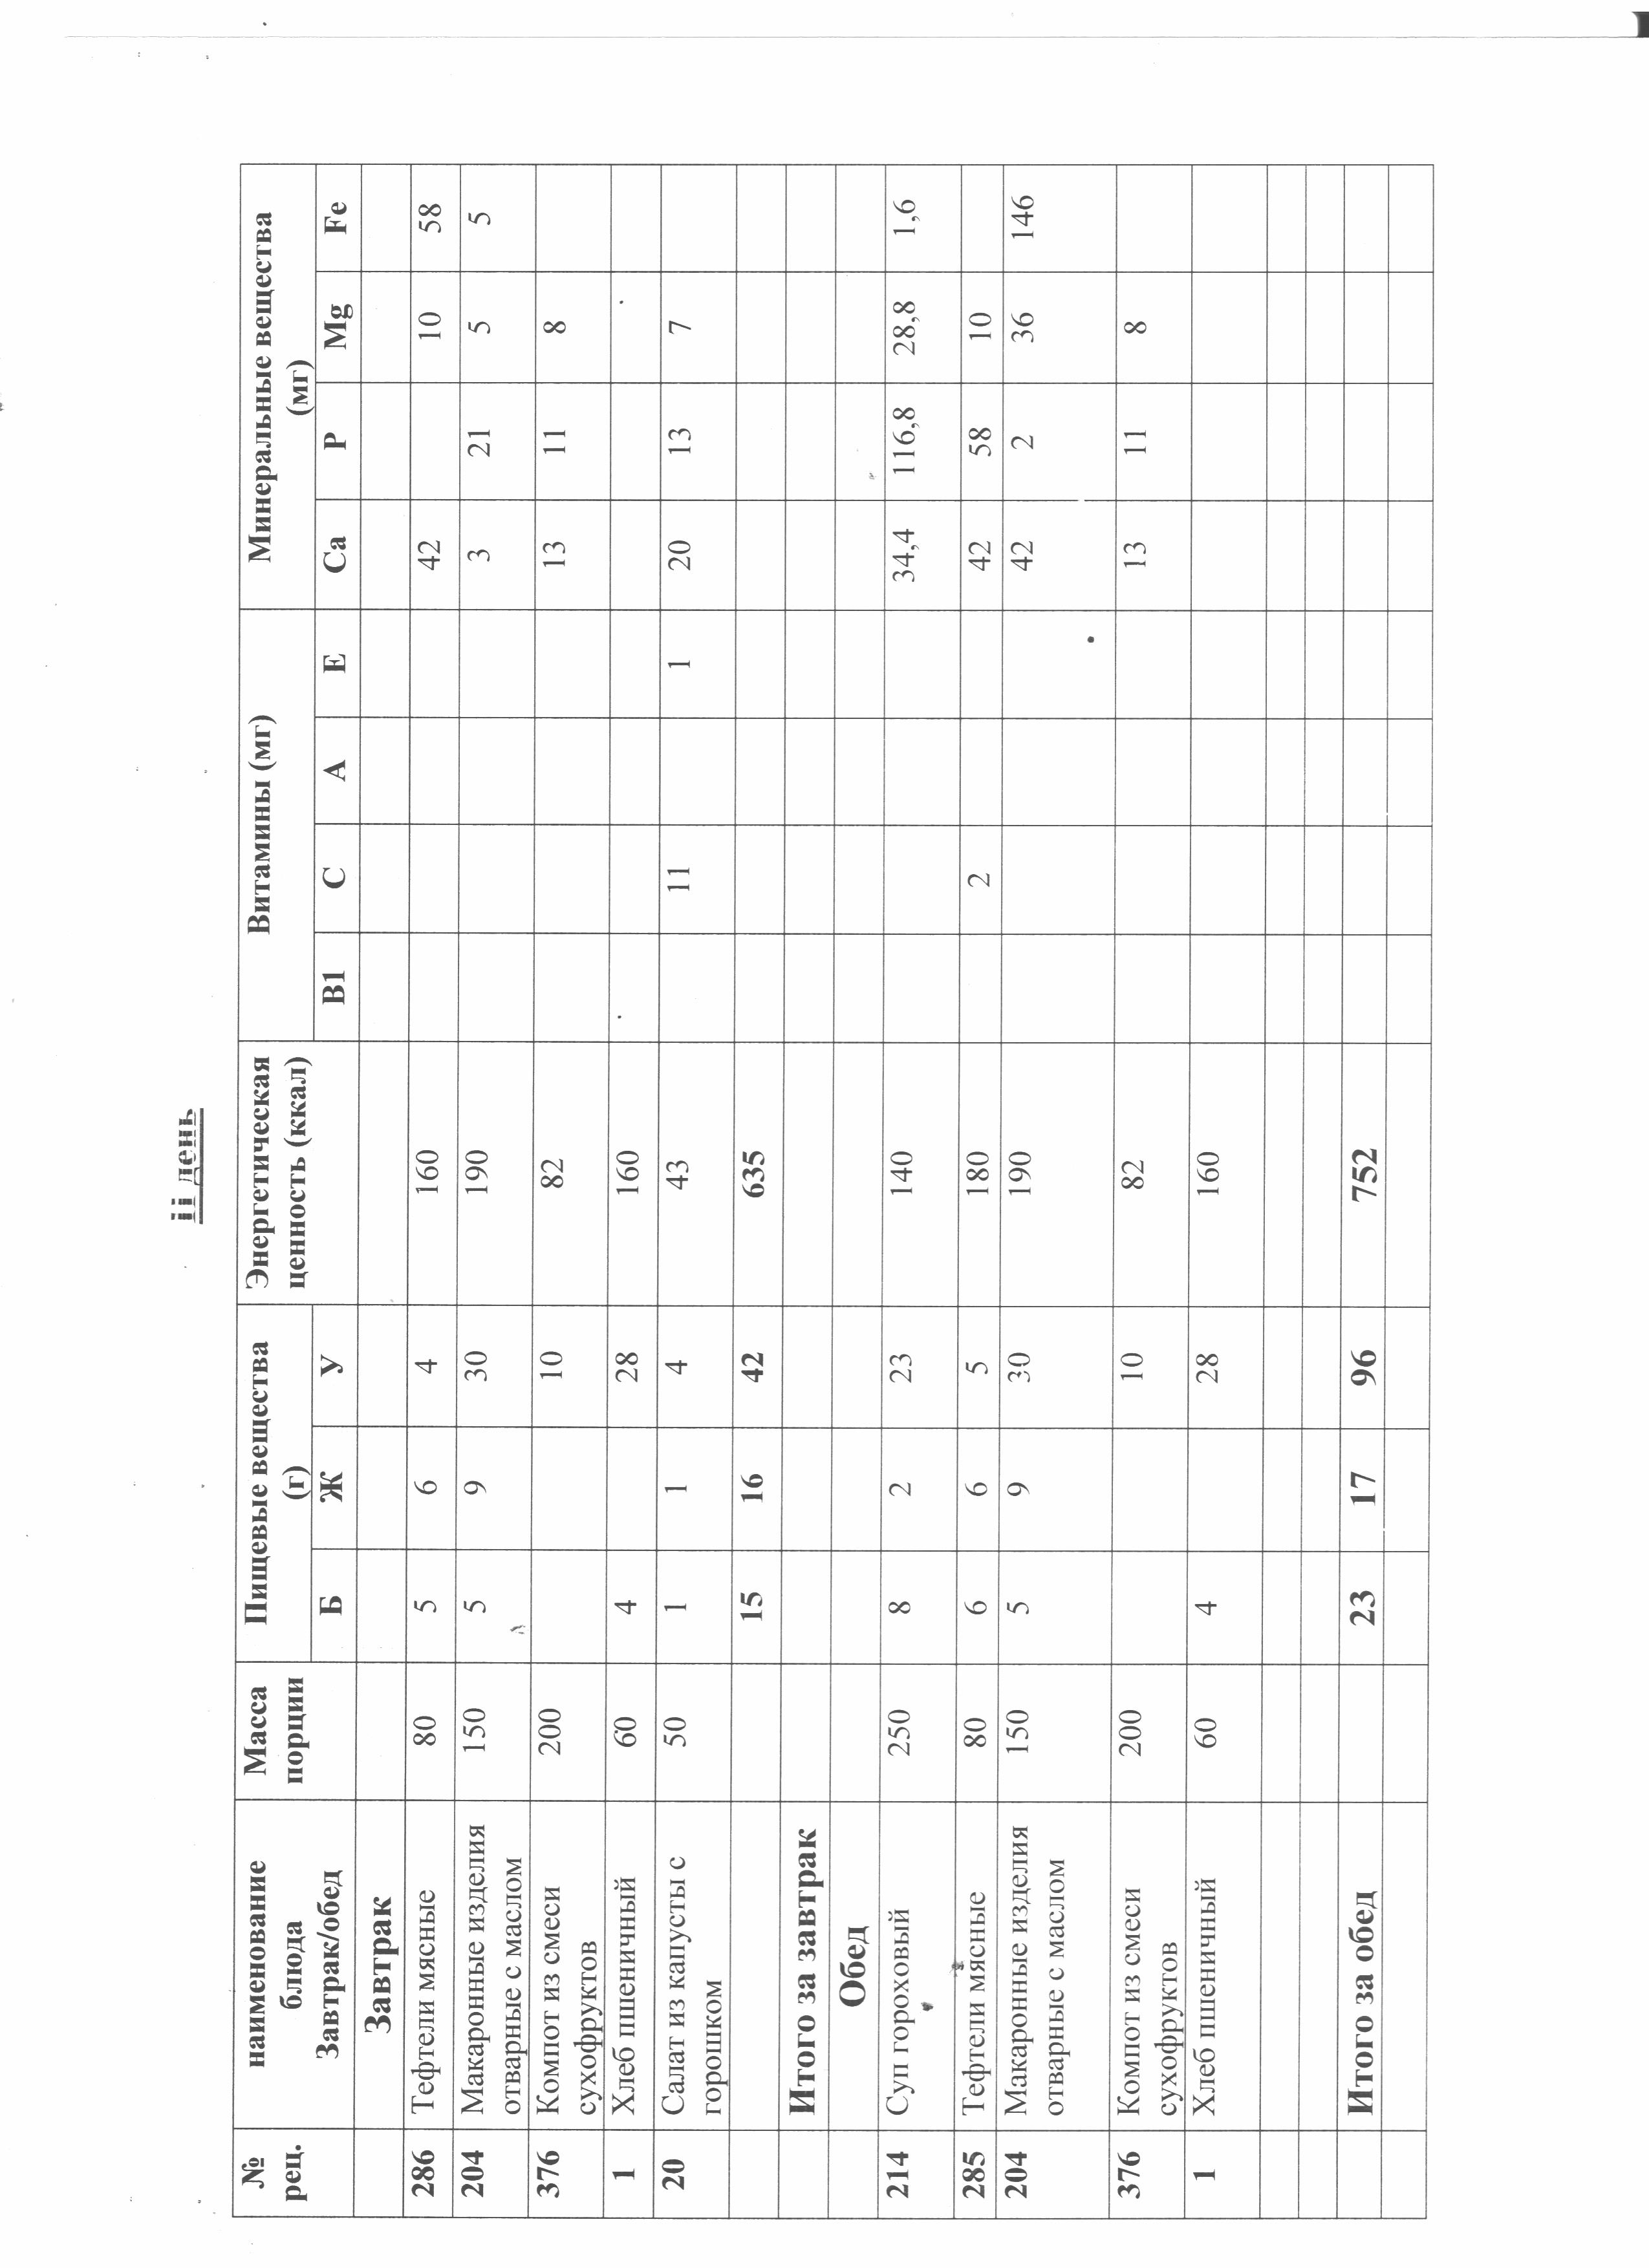 ii день
№ рец. наименование блюда Завтрак/обед Масса порции Пищевые вещества (г) Энергетическая ценность (ккал) Витамины (мг) Минеральные вещества (мг)
Б Ж У В1 С А Е Ca Р Mg Fe
Завтрак
286 Тефтели мясные 80 5 6 4 160 42 10 58
204 Макаронные изделия отварные с маслом 150 5 9 30 190 3 21 5 5
376 Компот из смеси сухофруктов 200 10 82 13 11 8
1 Хлеб пшеничный 60 4 28 160
20 Салат из капусты с горошком 50 1 1 4 43 11 1 20 13 7
15 16 42 635
Итого за завтрак
Обед
214 Суп гороховый 250 8 2 23 140 34,4 116,8 28,8 1,6
285 Тефтели мясные 80 6 6 5 180 2 42 58 10
204 Макаронные изделия отварные с маслом 150 5 9 30 190 42 2 36 146
376 Компот из смеси сухофруктов 200 10 82 13 11 8
1 Хлеб пшеничный 60 4 28 160
Итого за обед 23 17 96 752